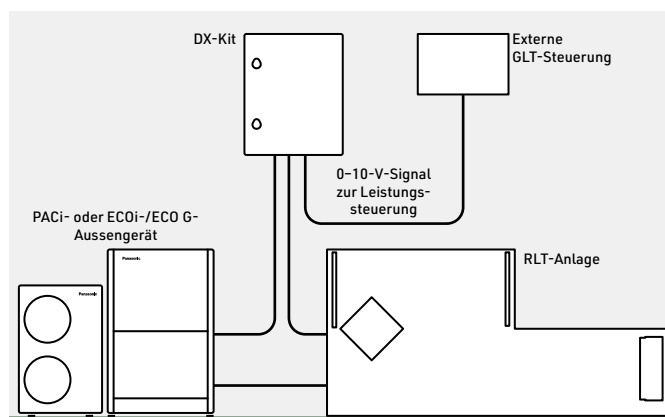 DX-Kit
Externe
GLT-Steuerung
0–10-V-Signal
zur Leistungs-
steuerung
PACi- oder ECOi-/ECO G-
Aussengerät
RLT-Anlage
Panasonic
Panasonic